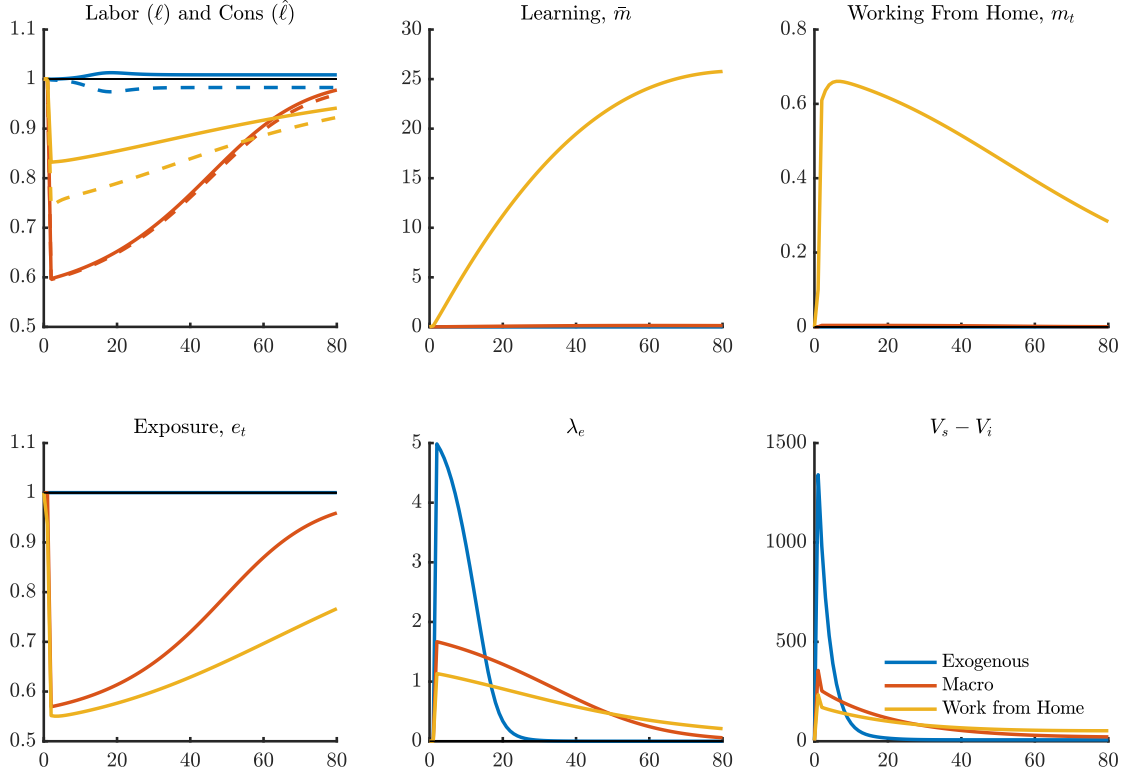 Labor (ℓ) and Cons (ℓ̂)
1.1
1
0.9
0.8
0.7
0.6
0.5
0 20 40 60 80
Learning, m̄
30
25
20
15
10
5
0
0 20 40 60 80
Working From Home, mₜ
0.8
0.6
0.4
0.2
0
0 20 40 60 80
Exposure, eₜ
1.1
1
0.9
0.8
0.7
0.6
0.5
0 20 40 60 80
λₑ
5
4
3
2
1
0
0 20 40 60 80
Vₛ − Vᵢ
1500
1000
500
0
Exogenous
Macro
Work from Home
0 20 40 60 80